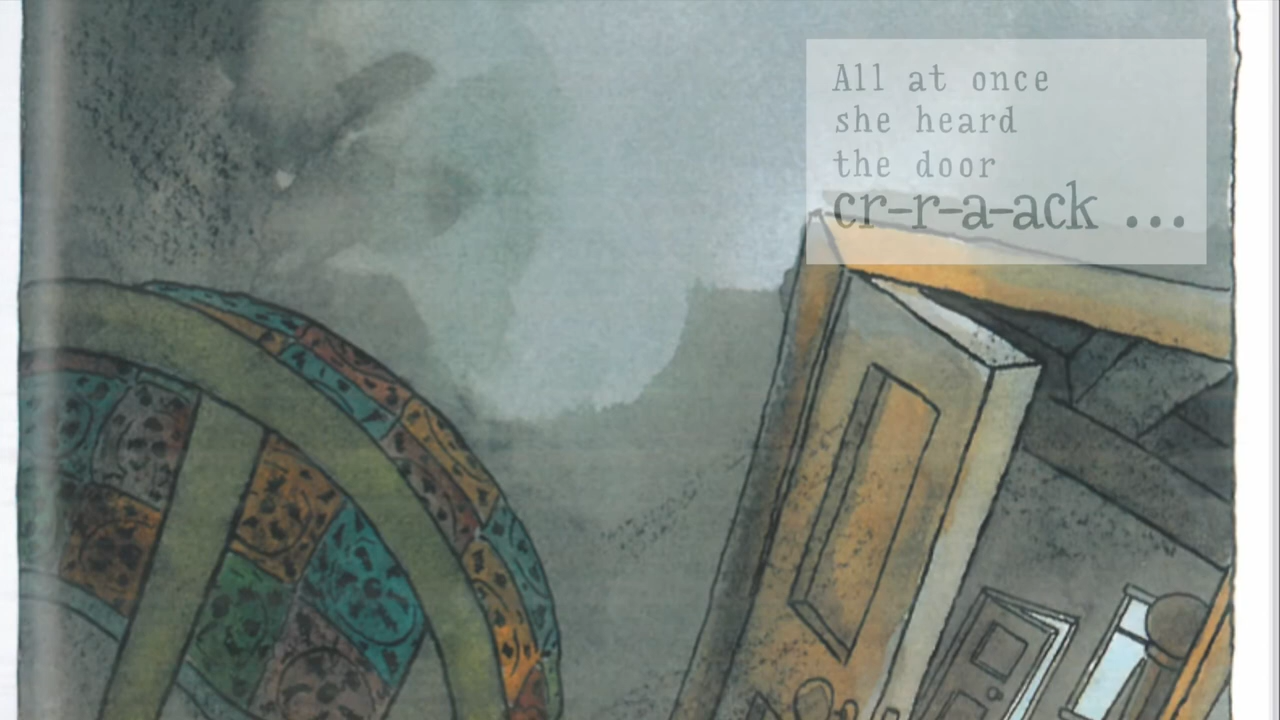 All at once
she heard
the door
cr-r-a-ack ...